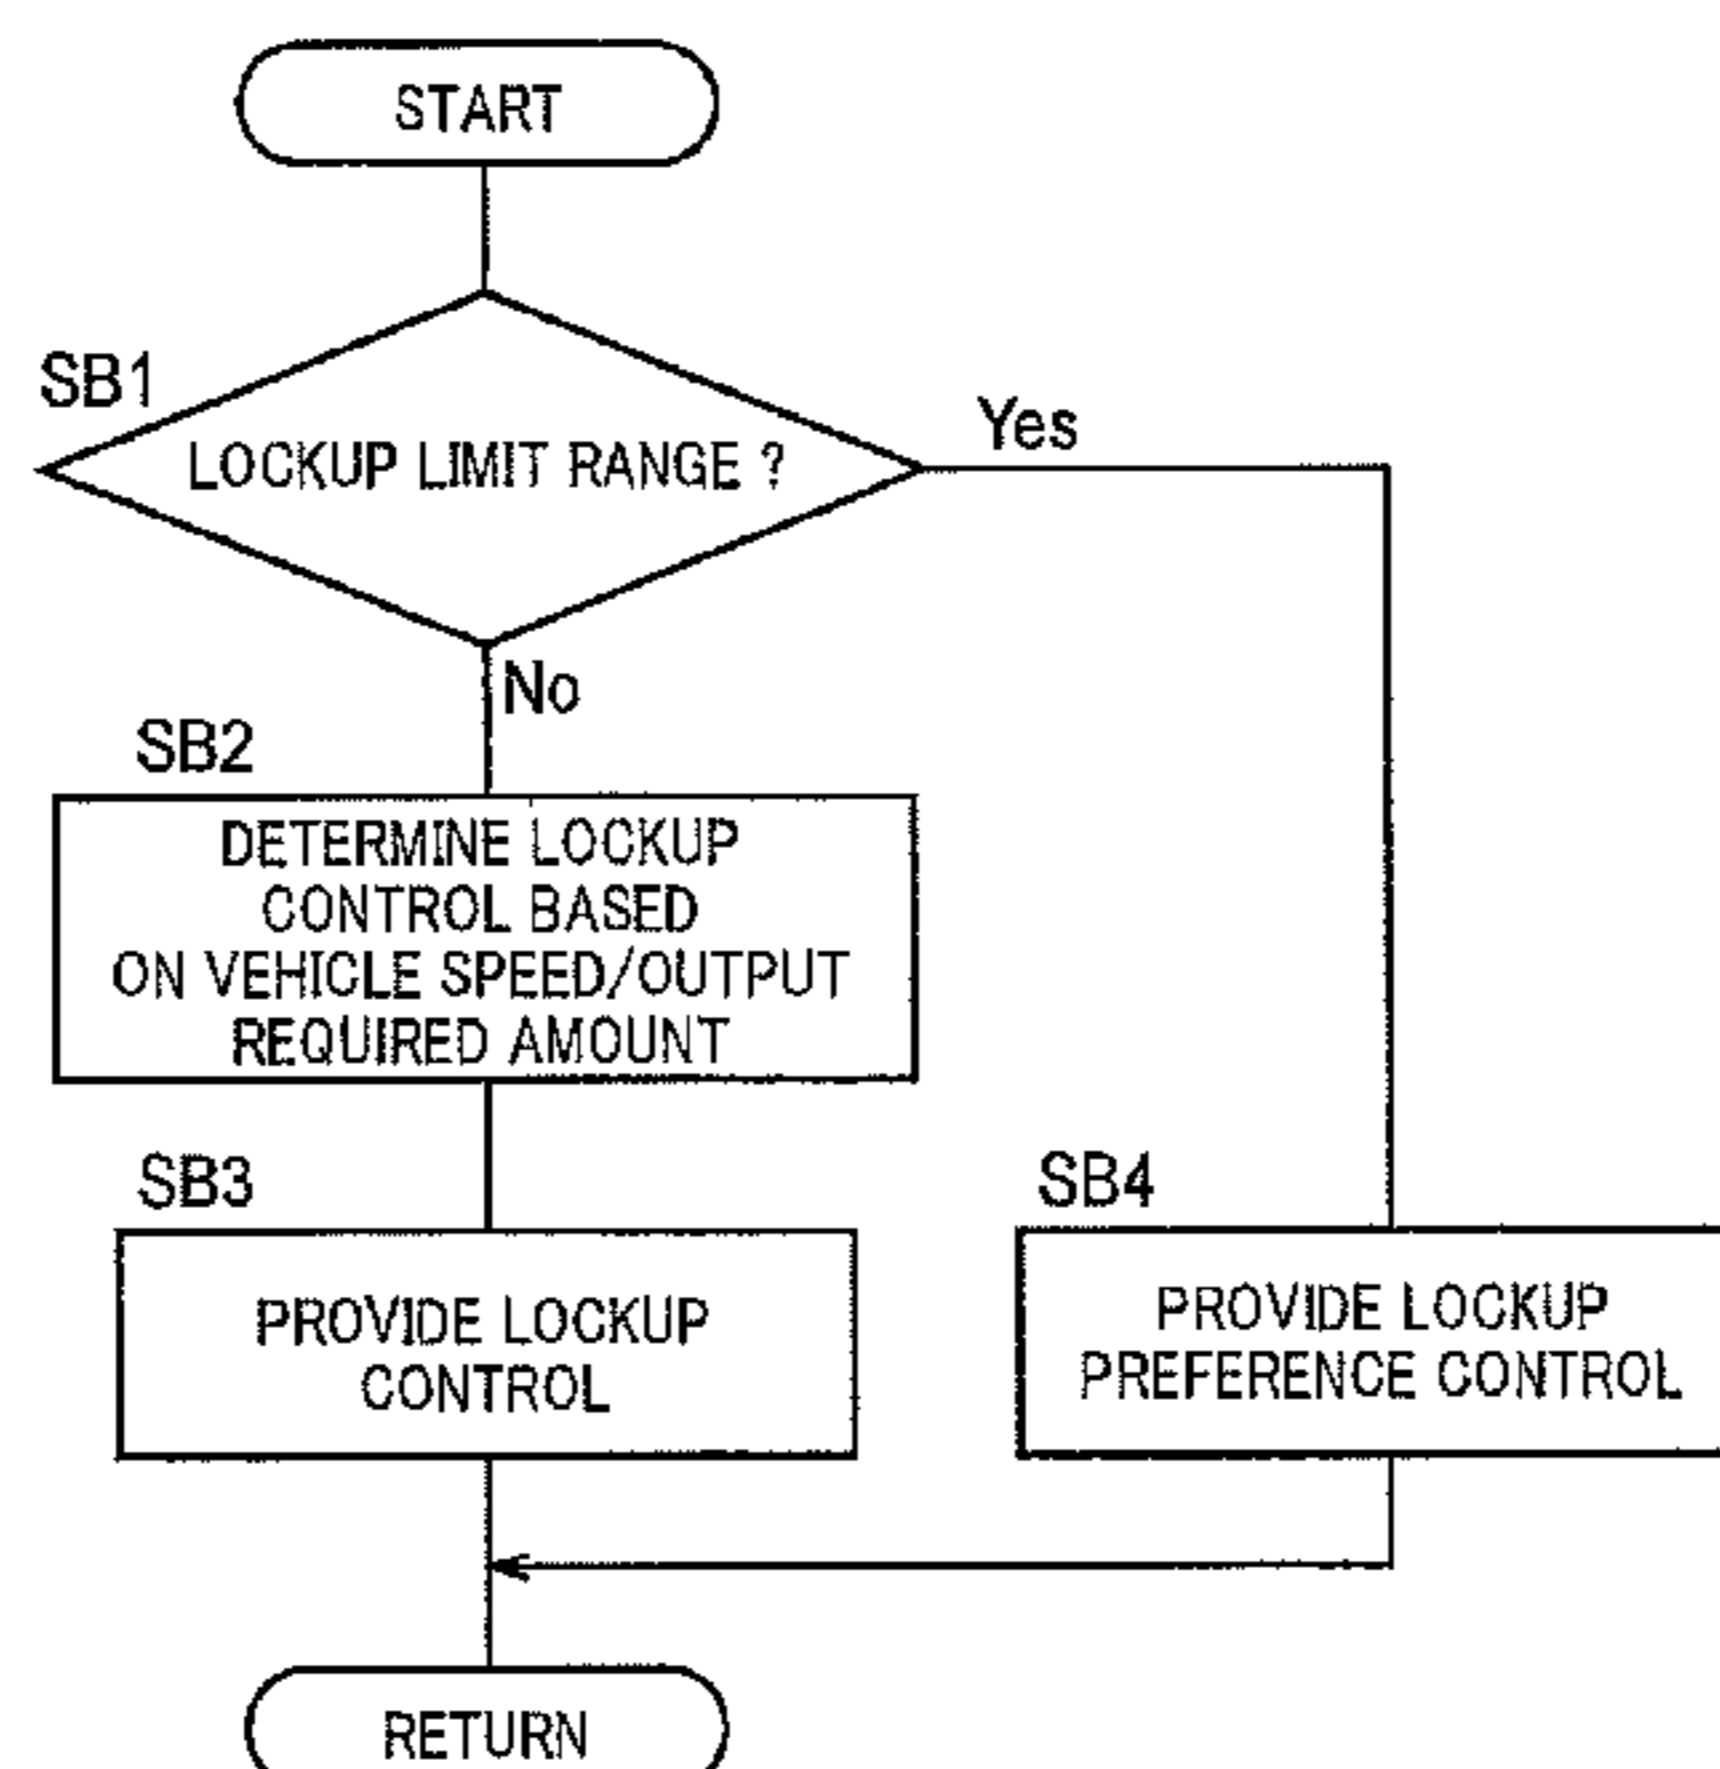 START
SB1
LOCKUP LIMIT RANGE ?
Yes
No
SB2
DETERMINE LOCKUP
CONTROL BASED
ON VEHICLE SPEED/OUTPUT
REQUIRED AMOUNT
SB3
PROVIDE LOCKUP
CONTROL
SB4
PROVIDE LOCKUP
PREFERENCE CONTROL
RETURN